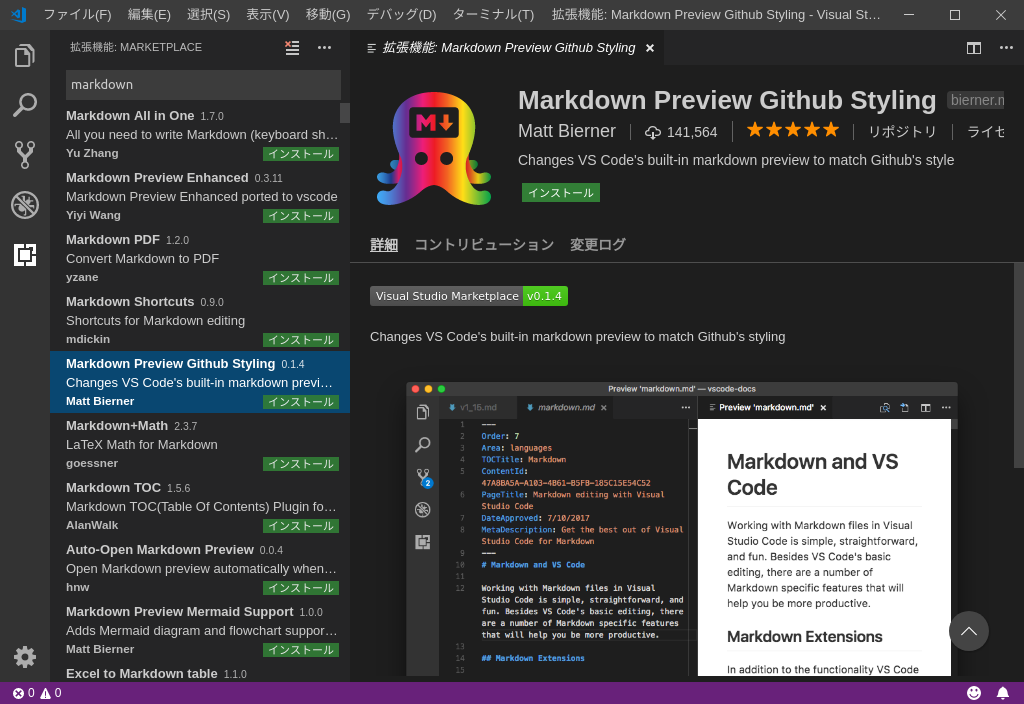 ファイル(F) 編集(E) 選択(S) 表示(V) 移動(G) デバッグ(D) ターミナル(T) 拡張機能: Markdown Preview Github Styling - Visual St…
拡張機能: MARKETPLACE
markdown
Markdown All in One 1.7.0
All you need to write Markdown (keyboard sh…
Yu Zhang インストール
Markdown Preview Enhanced 0.3.11
Markdown Preview Enhanced ported to vscode
Yiyi Wang インストール
Markdown PDF 1.2.0
Convert Markdown to PDF
yzane インストール
Markdown Shortcuts 0.9.0
Shortcuts for Markdown editing
mdickin インストール
Markdown Preview Github Styling 0.1.4
Changes VS Code's built-in markdown previ…
Matt Bierner インストール
Markdown+Math 2.3.7
LaTeX Math for Markdown
goessner インストール
Markdown TOC 1.5.6
Markdown TOC(Table Of Contents) Plugin fo…
AlanWalk インストール
Auto-Open Markdown Preview 0.0.4
Open Markdown preview automatically when…
hnw インストール
Markdown Preview Mermaid Support 1.0.0
Adds Mermaid diagram and flowchart suppor…
Matt Bierner インストール
Excel to Markdown table 1.1.0
拡張機能: Markdown Preview Github Styling
M
Markdown Preview Github Styling bierner.m
Matt Bierner 141,564 リポジトリ ライセ
Changes VS Code's built-in markdown preview to match Github's style
インストール
詳細 コントリビューション 変更ログ
Visual Studio Marketplace v0.1.4
Changes VS Code's built-in markdown preview to match Github's styling
Preview 'markdown.md' — vscode-docs
v1_15.md markdown.md
2
1 ---
2 Order: 7
3 Area: languages
4 TOCTitle: Markdown
5 ContentId:
47A8BA5A-A103-4B61-B5FB-185C15E54C52
6 PageTitle: Markdown editing with Visual
Studio Code
7 DateApproved: 7/10/2017
8 MetaDescription: Get the best out of Visual
Studio Code for Markdown
9 ---
10 # Markdown and VS Code
11
12 Working with Markdown files in Visual
Studio Code is simple, straightforward, and
fun. Besides VS Code's basic editing, there
are a number of Markdown specific features
that will help you be more productive.
13
14 ## Markdown Extensions
15
Preview 'markdown.md'
Markdown and VS
Code
Working with Markdown files in Visual
Studio Code is simple, straightforward,
and fun. Besides VS Code's basic
editing, there are a number of
Markdown specific features that will
help you be more productive.
Markdown Extensions
In addition to the functionality VS Code
0 0